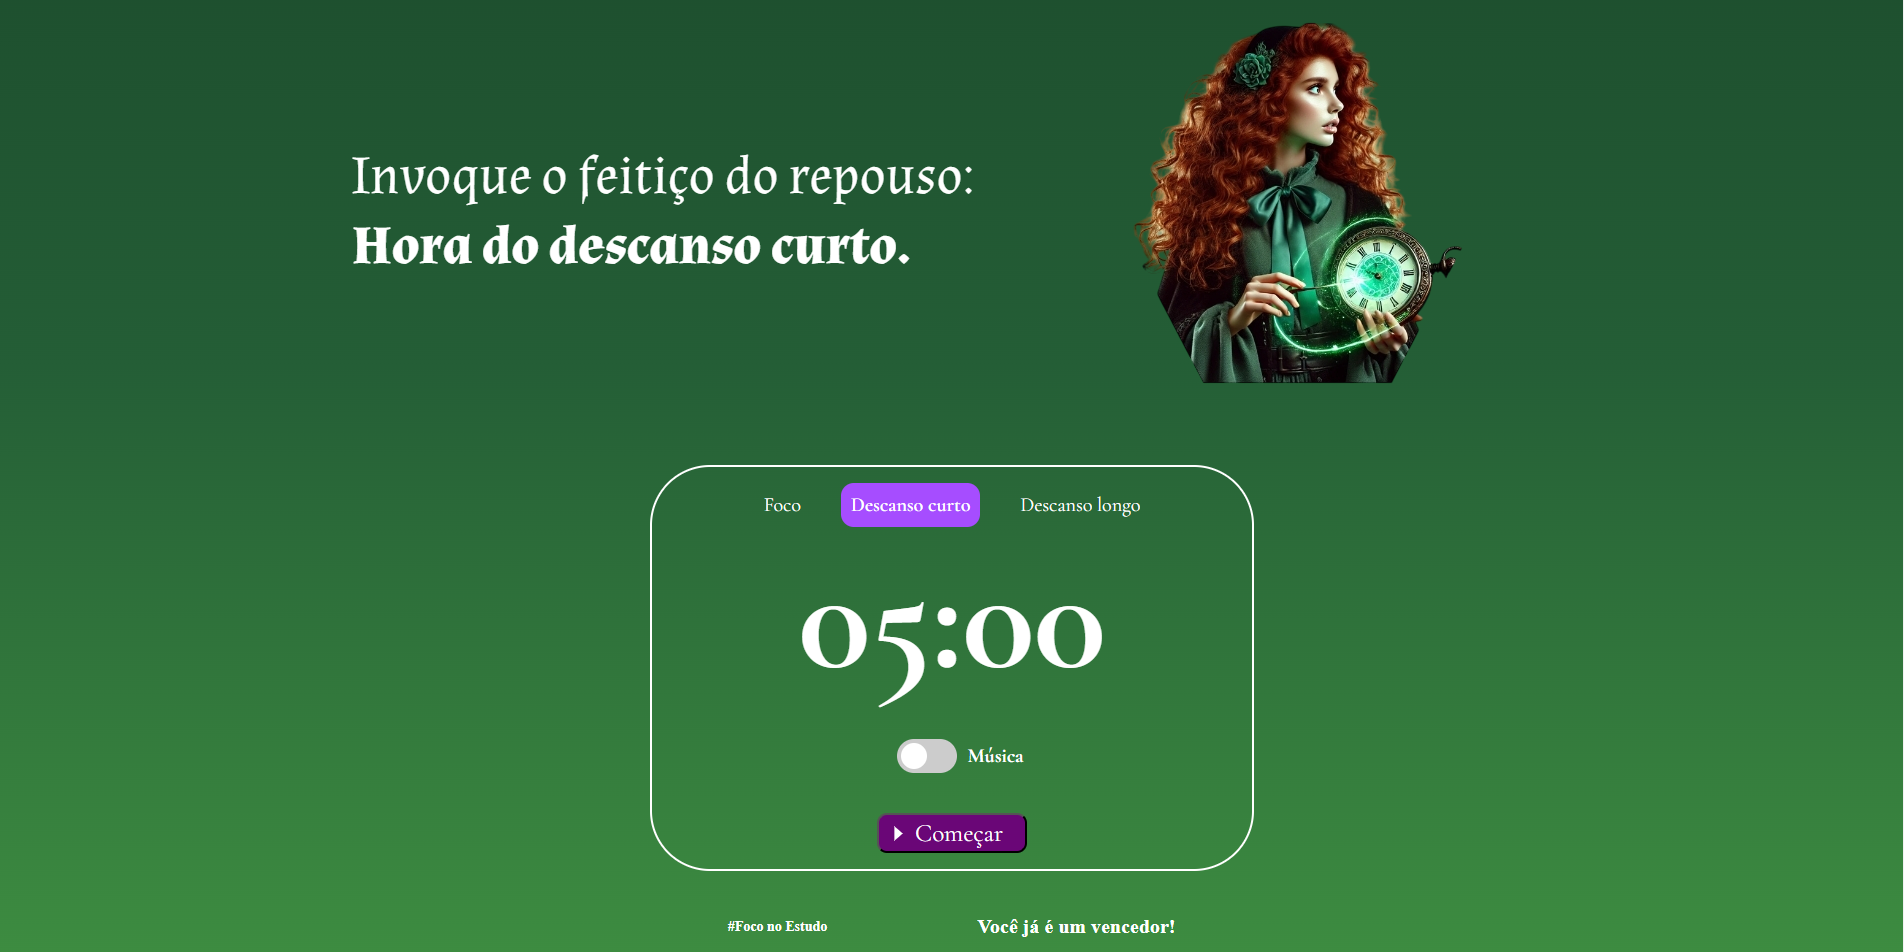 Invoque o feitiço do repouso:
Hora do descanso curto.
Foco
Descanso curto
Descanso longo
05:00
Música
Começar
#Foco no Estudo
Você já é um vencedor!